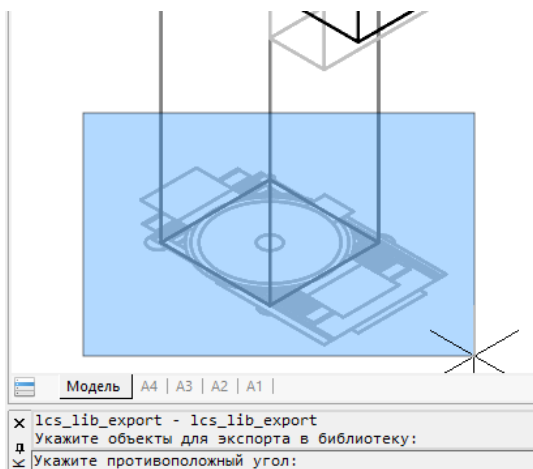 Модель A4 | A3 | A2 | A1 |
lcs_lib_export - lcs_lib_export
Укажите объекты для экспорта в библиотеку:
Укажите противоположный угол: